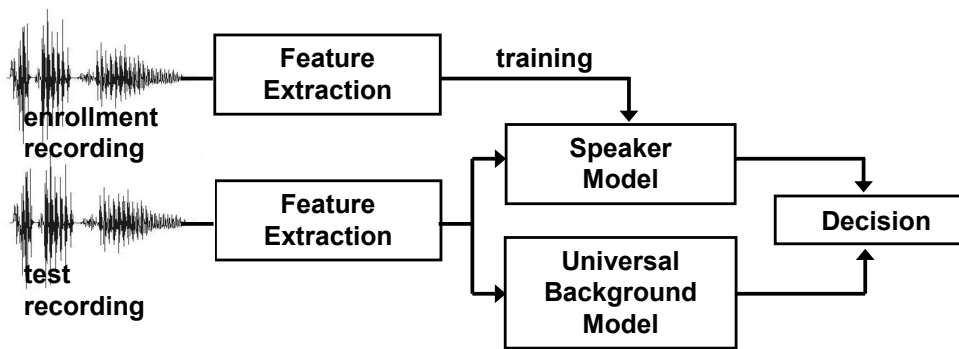 Feature
Extraction
training
enrollment
recording
Speaker
Model
Feature
Extraction
Decision
test
recording
Universal
Background
Model